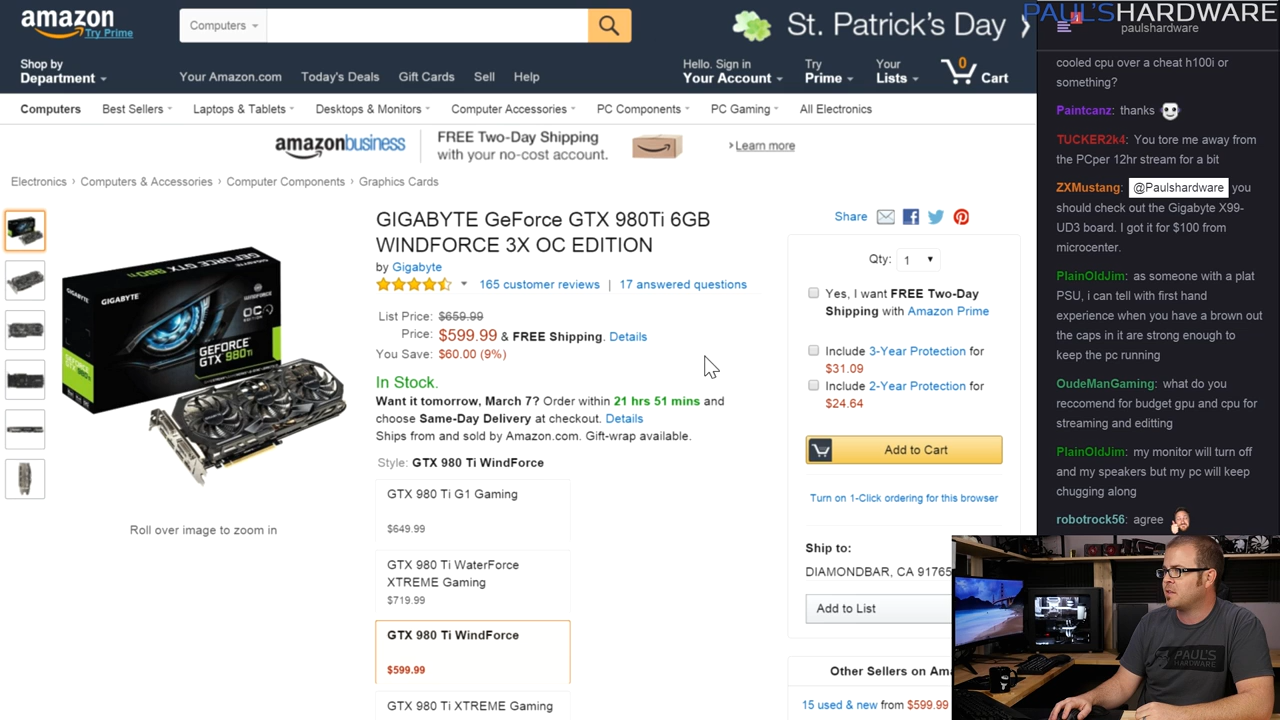 amazon
Try Prime
Computers
St. Patrick's Day
PAUL'SHARDWARE
1
paulshardware
Shop by
Department
Your Amazon.com
Today's Deals
Gift Cards
Sell
Help
Hello. Sign in
Your Account
Try
Prime
Your
Lists
0
Cart
Computers
Best Sellers
Laptops & Tablets
Desktops & Monitors
Computer Accessories
PC Components
PC Gaming
All Electronics
amazonbusiness
FREE Two-Day Shipping
with your no-cost account.
› Learn more
Electronics › Computers & Accessories › Computer Components › Graphics Cards
GIGABYTE GeForce GTX 980Ti 6GB
WINDFORCE 3X OC EDITION
by Gigabyte
165 customer reviews | 17 answered questions
List Price: $659.99
Price: $599.99 & FREE Shipping. Details
You Save: $60.00 (9%)
In Stock.
Want it tomorrow, March 7? Order within 21 hrs 51 mins and
choose Same-Day Delivery at checkout. Details
Ships from and sold by Amazon.com. Gift-wrap available.
Style: GTX 980 Ti WindForce
GTX 980 Ti G1 Gaming
$649.99
GTX 980 Ti WaterForce
XTREME Gaming
$719.99
GTX 980 Ti WindForce
$599.99
GTX 980 Ti XTREME Gaming
GIGABYTE
WINDFORCE
OC
EDITION
GEFORCE
GTX 980Ti
Roll over image to zoom in
Share
Qty: 1
Yes, I want FREE Two-Day
Shipping with Amazon Prime
Include 3-Year Protection for
$31.09
Include 2-Year Protection for
$24.64
Add to Cart
Turn on 1-Click ordering for this browser
Ship to:
DIAMONDBAR, CA 91765
Add to List
Other Sellers on Ama
15 used & new from $599.99
cooled cpu over a cheat h100i or
something?
Paintcanz: thanks
TUCKER2k4: You tore me away from
the PCper 12hr stream for a bit
ZXMustang: @Paulshardware you
should check out the Gigabyte X99-
UD3 board. I got it for $100 from
microcenter.
PlainOldJim: as someone with a plat
PSU, i can tell with first hand
experience when you have a brown out
the caps in it are strong enough to
keep the pc running
OudeManGaming: what do you
reccomend for budget gpu and cpu for
streaming and editting
PlainOldJim: my monitor will turn off
and my speakers but my pc will keep
chugging along
robotrock56: agree
PAUL'S
HARDWARE